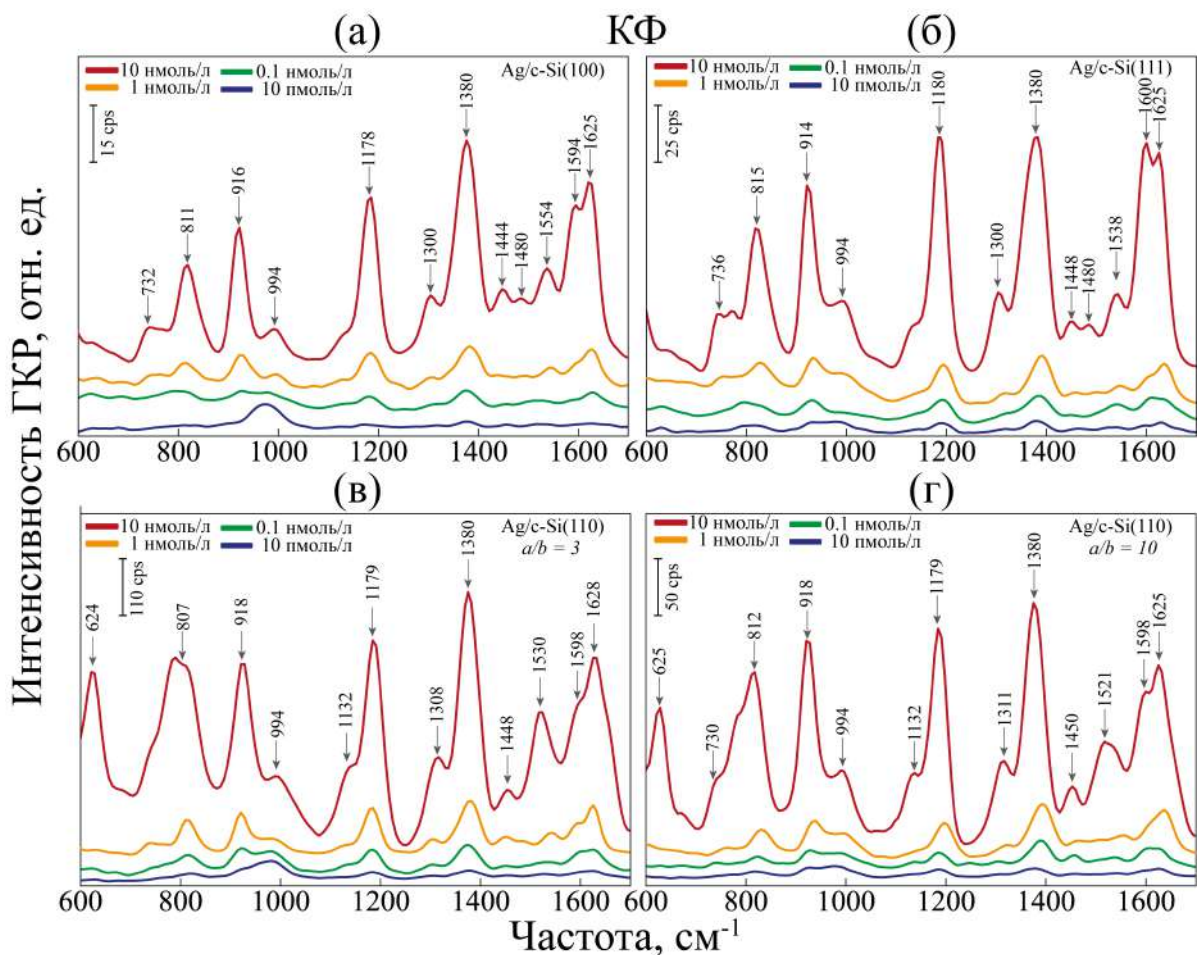 (а) КФ (б)
10 нмоль/л 0.1 нмоль/л
1 нмоль/л 10 пмоль/л
Ag/c-Si(100)
15 cps
732 811 916 994 1178 1300 1380 1444 1480 1554 1594 1625
600 800 1000 1200 1400 1600
10 нмоль/л 0.1 нмоль/л
1 нмоль/л 10 пмоль/л
Ag/c-Si(111)
25 cps
736 815 914 994 1180 1300 1380 1448 1480 1538 1600 1625
600 800 1000 1200 1400 1600
(в) (г)
10 нмоль/л 0.1 нмоль/л
1 нмоль/л 10 пмоль/л
Ag/c-Si(110)
a/b = 3
110 cps
624 807 918 994 1132 1179 1308 1380 1448 1530 1598 1628
600 800 1000 1200 1400 1600
10 нмоль/л 0.1 нмоль/л
1 нмоль/л 10 пмоль/л
Ag/c-Si(110)
a/b = 10
50 cps
625 730 812 918 994 1132 1179 1311 1380 1450 1521 1598 1625
600 800 1000 1200 1400 1600
Интенсивность ГКР, отн. ед.
Частота, см⁻¹